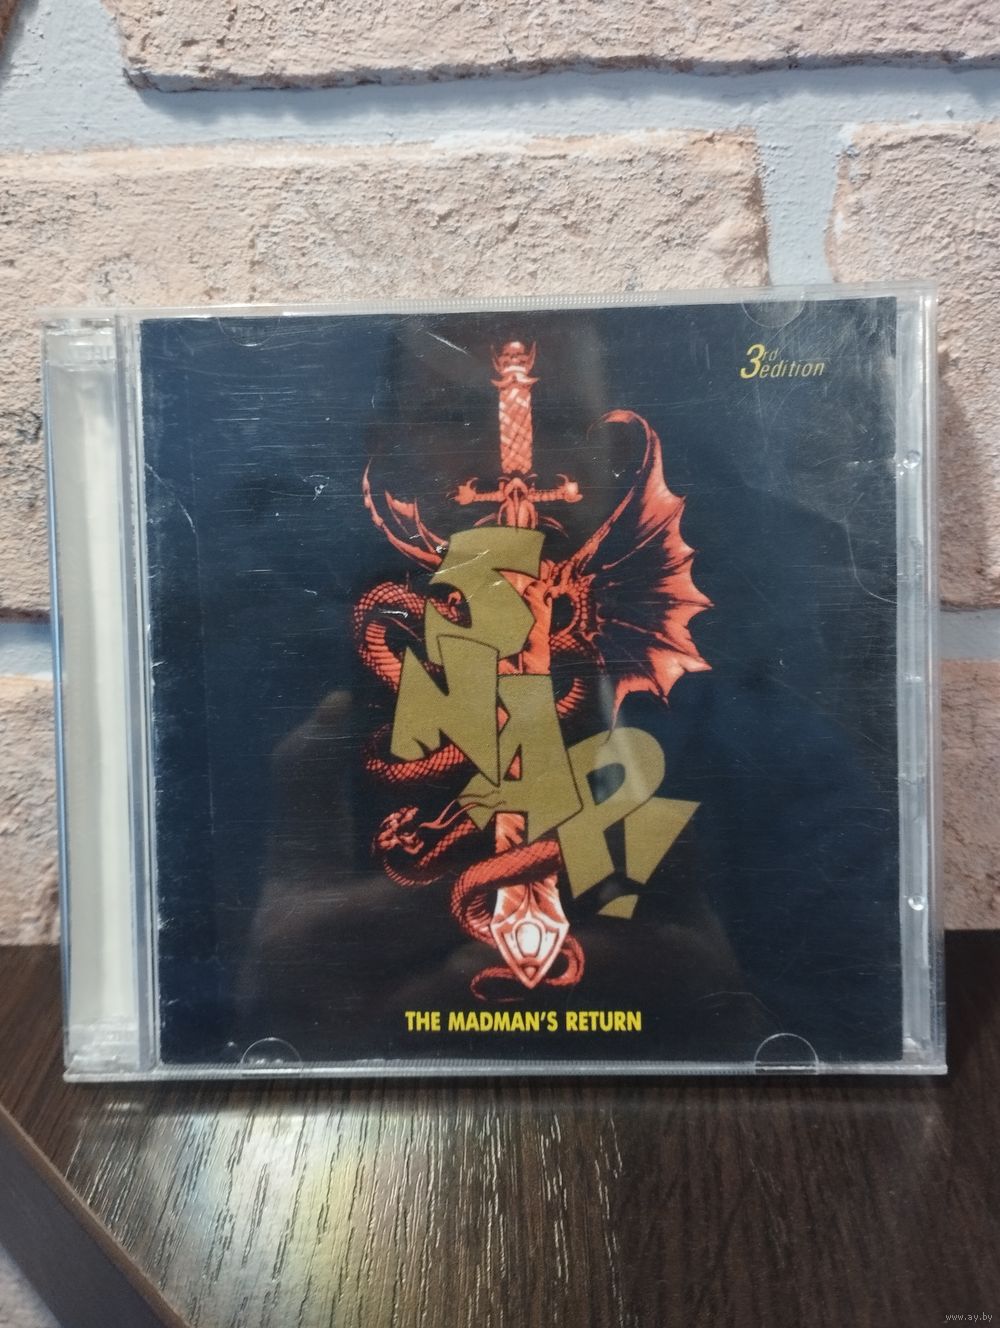 3rd edition
SNAP!
THE MADMAN'S RETURN
www.ay.by